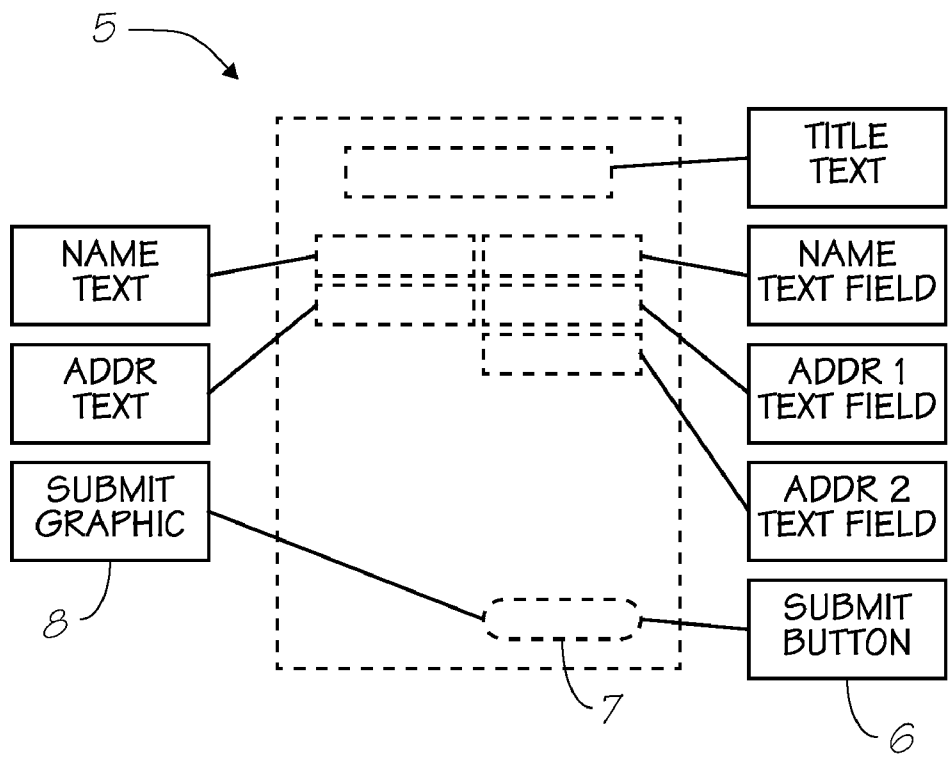 5
TITLE
TEXT
NAME
TEXT
NAME
TEXT FIELD
ADDR
TEXT
ADDR 1
TEXT FIELD
SUBMIT
GRAPHIC
ADDR 2
TEXT FIELD
SUBMIT
BUTTON
8
7
6